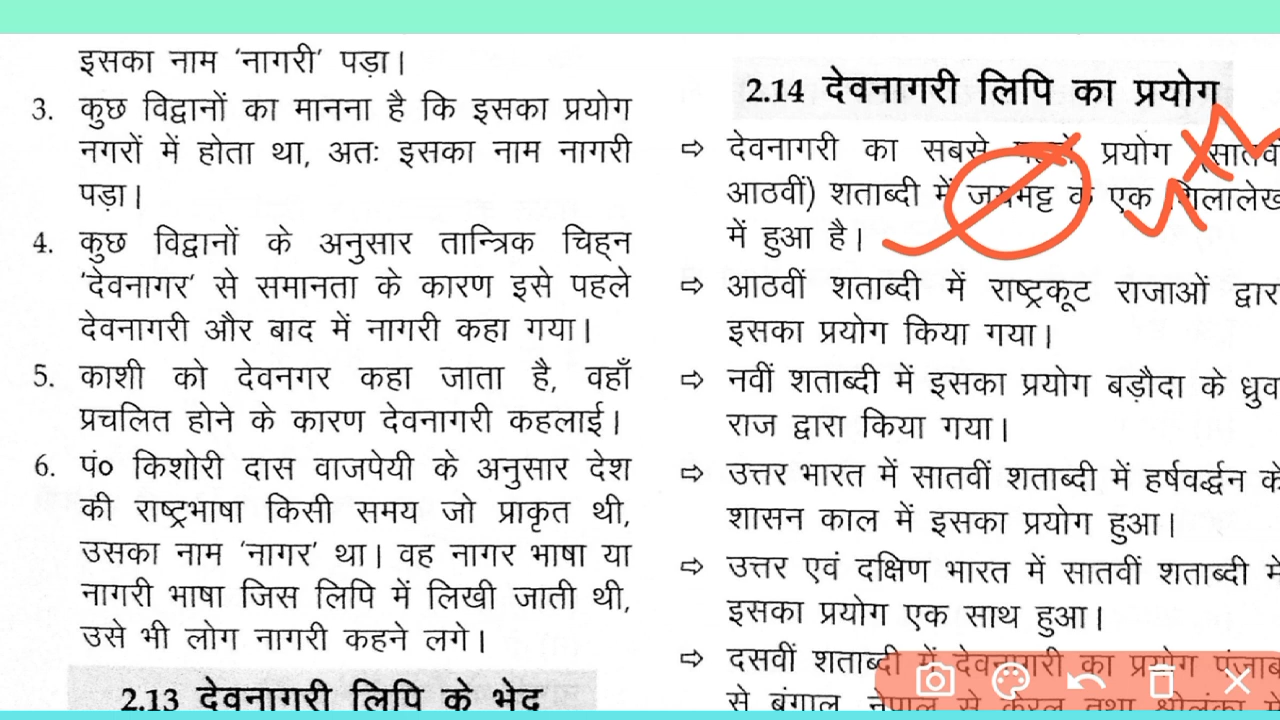 इसका नाम 'नागरी' पड़ा।
3. कुछ विद्वानों का मानना है कि इसका प्रयोग
नगरों में होता था, अतः इसका नाम नागरी
पड़ा।
4. कुछ विद्वानों के अनुसार तान्त्रिक चिह्न
'देवनागर' से समानता के कारण इसे पहले
देवनागरी और बाद में नागरी कहा गया।
5. काशी को देवनगर कहा जाता है, वहाँ
प्रचलित होने के कारण देवनागरी कहलाई।
6. पं० किशोरी दास वाजपेयी के अनुसार देश
की राष्ट्रभाषा किसी समय जो प्राकृत थी,
उसका नाम 'नागर' था। वह नागर भाषा या
नागरी भाषा जिस लिपि में लिखी जाती थी,
उसे भी लोग नागरी कहने लगे।
2.13 देवनागरी लिपि के भेद
2.14 देवनागरी लिपि का प्रयोग
⇨ देवनागरी का सबसे प्रयोग (सातवीं
आठवीं) शताब्दी में जयभट्ट के एक शिलालेख
में हुआ है।
⇨ आठवीं शताब्दी में राष्ट्रकूट राजाओं द्वारा
इसका प्रयोग किया गया।
⇨ नवीं शताब्दी में इसका प्रयोग बड़ौदा के ध्रुव
राज द्वारा किया गया।
⇨ उत्तर भारत में सातवीं शताब्दी में हर्षवर्द्धन के
शासन काल में इसका प्रयोग हुआ।
⇨ उत्तर एवं दक्षिण भारत में सातवीं शताब्दी में
इसका प्रयोग एक साथ हुआ।
⇨ दसवीं शताब्दी में देवनागरी का प्रयोग पंजाब
से बंगाल, नेपाल से केरल तथा श्रीलंका में